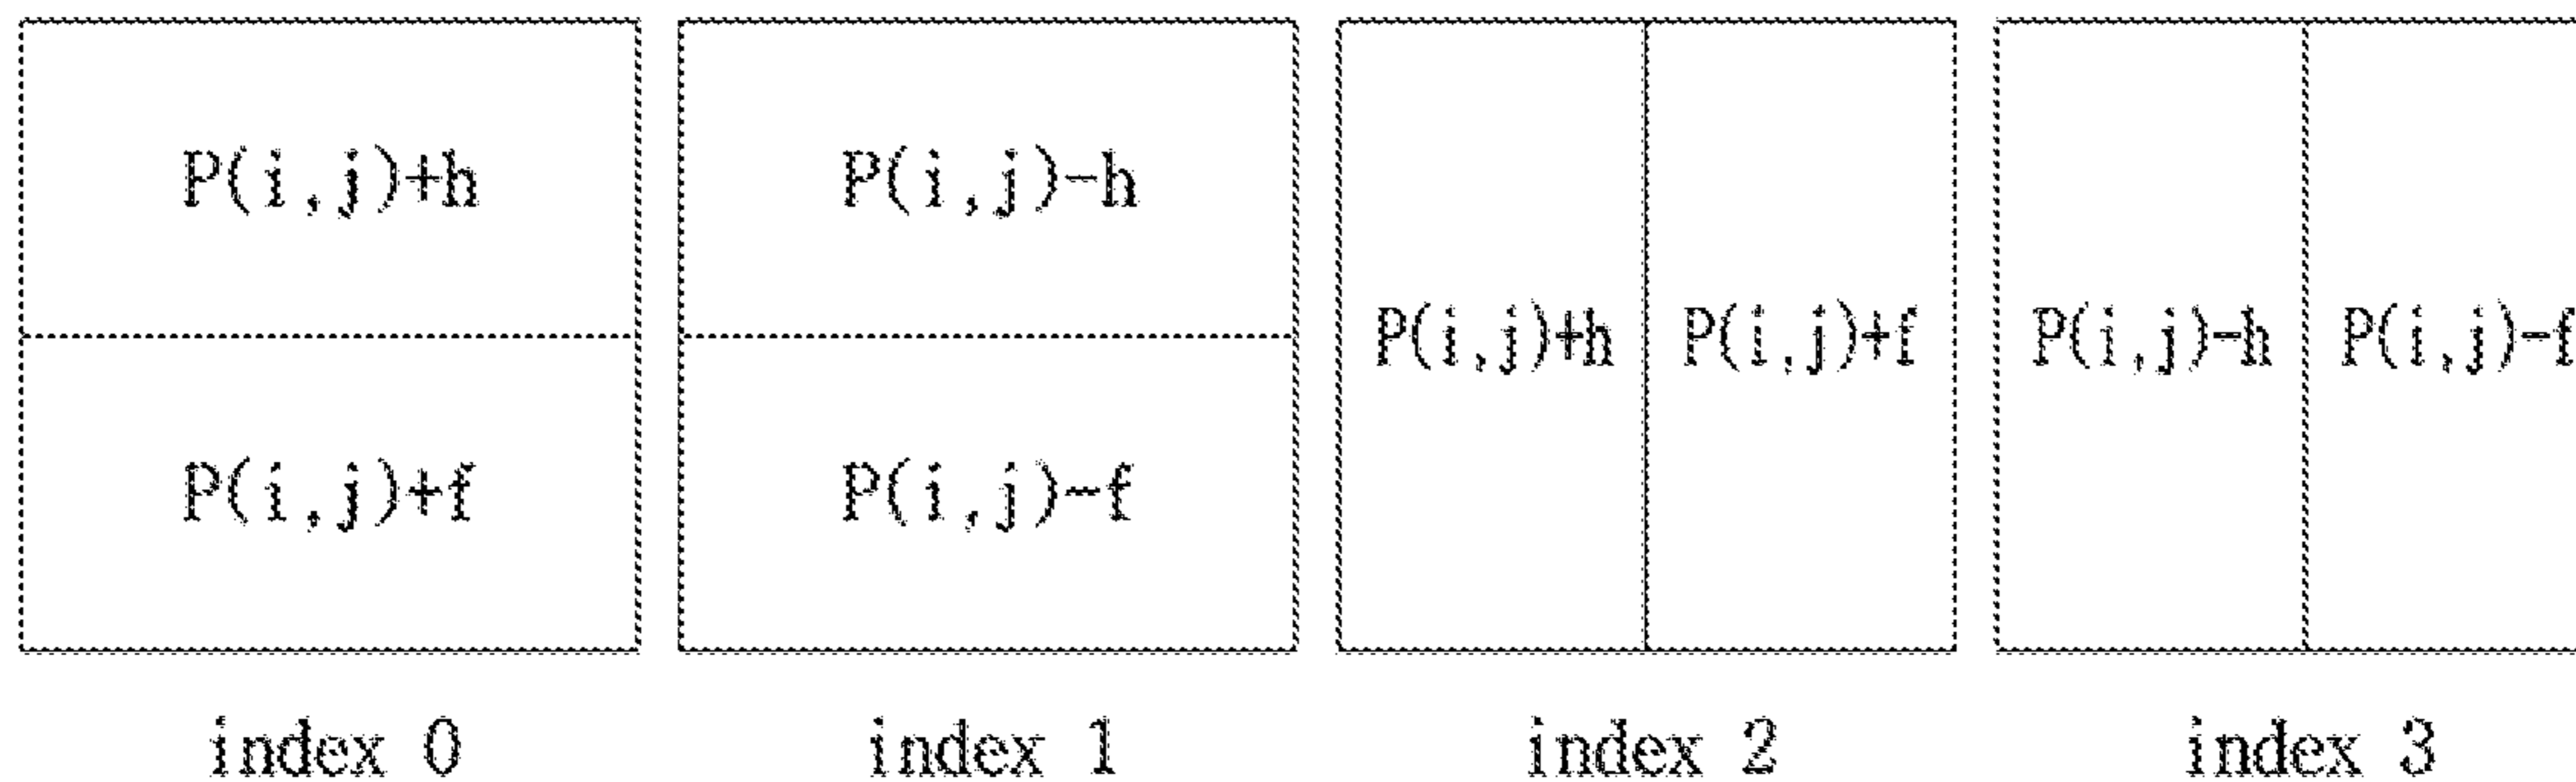 P(i,j)+h
P(i,j)+f
index 0
P(i,j)-h
P(i,j)-f
index 1
P(i,j)+h P(i,j)+f
index 2
P(i,j)-h P(i,j)-f
index 3